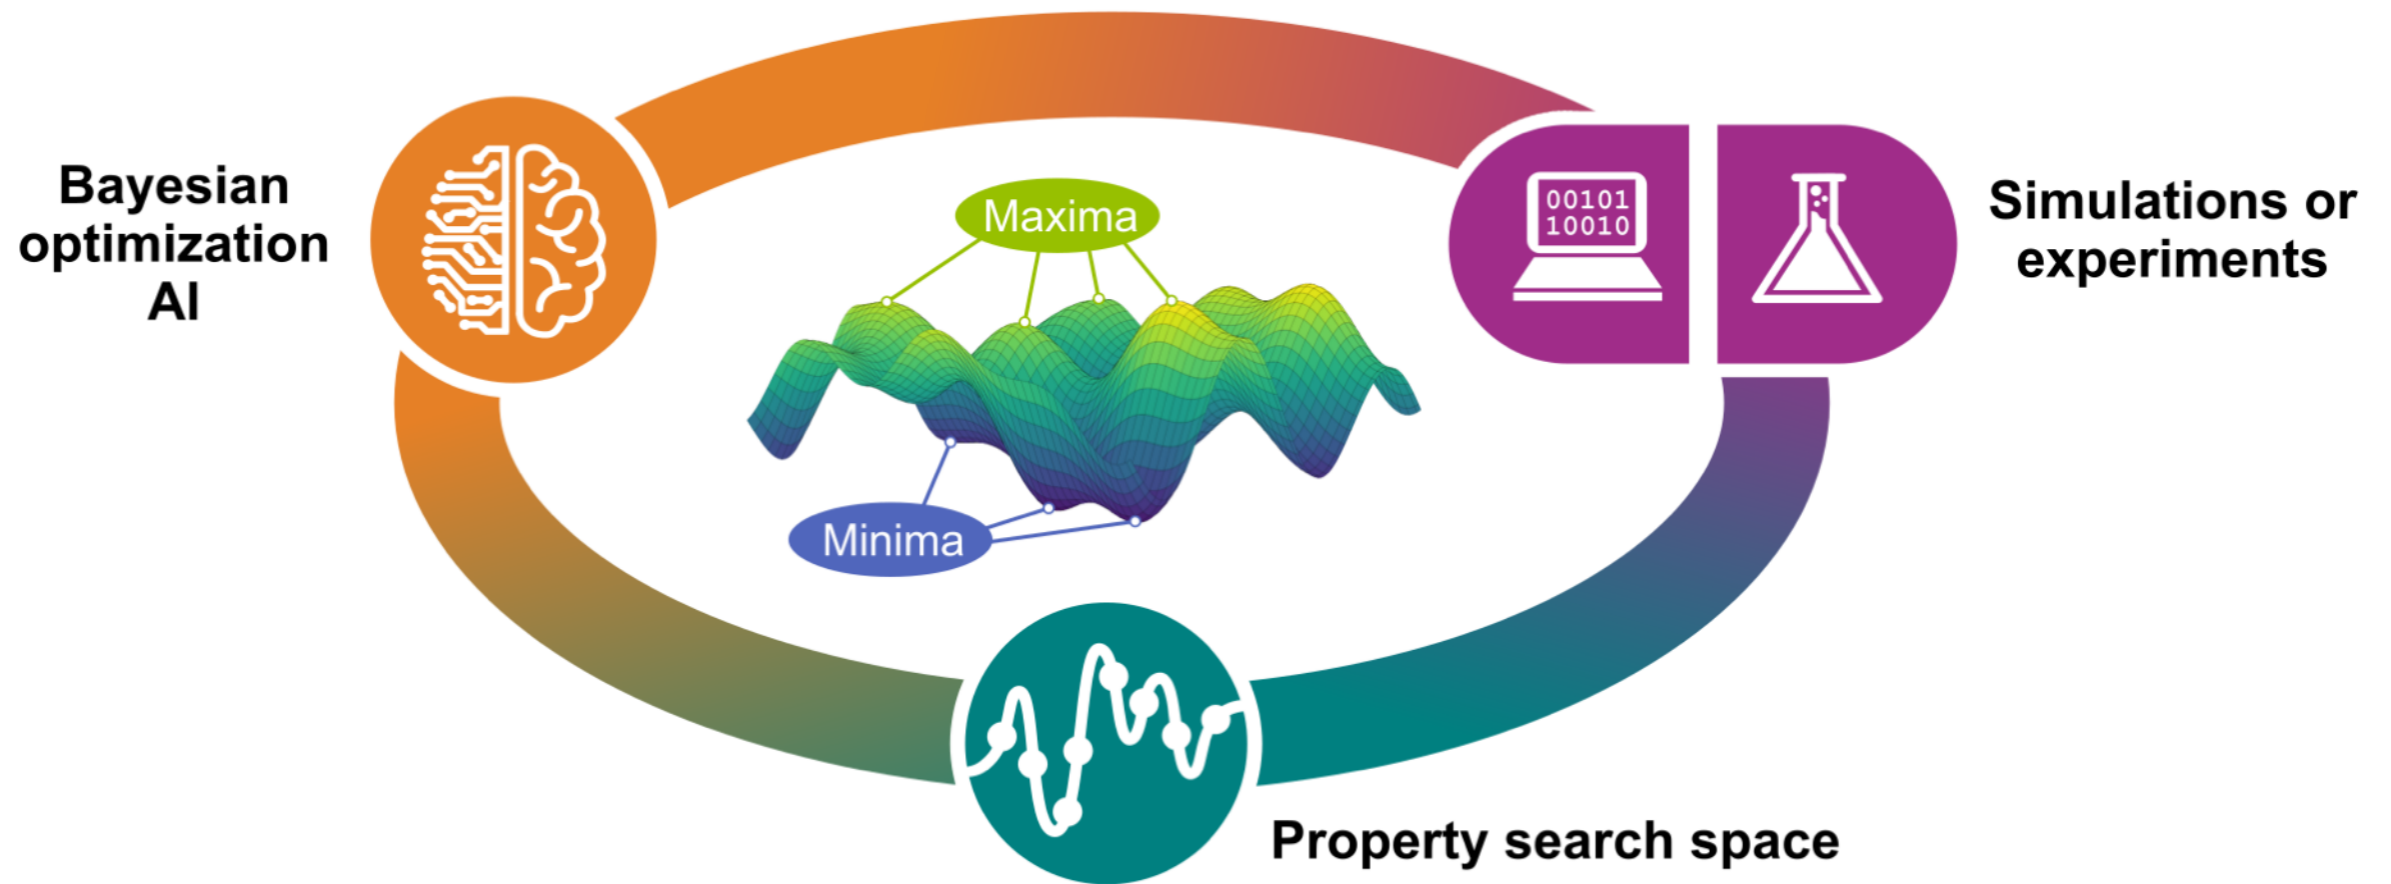 Bayesian
optimization
AI
Maxima
Minima
00101
10010
Simulations or
experiments
Property search space